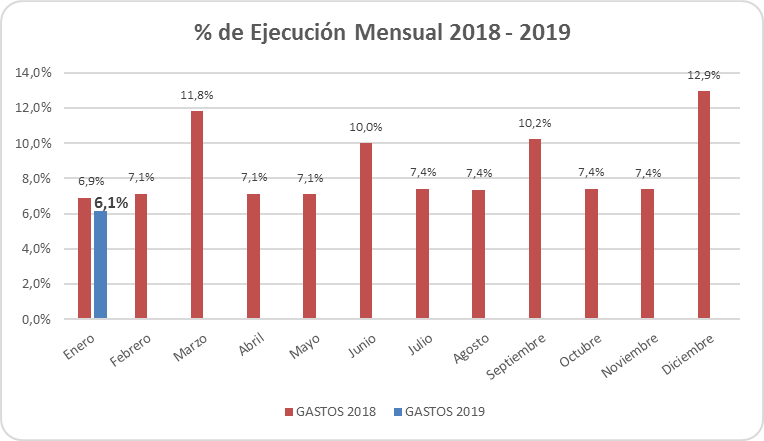 % de Ejecución Mensual 2018 - 2019
14,0%
12,0%
10,0%
8,0%
6,0%
4,0%
2,0%
0,0%
6,9%
6,1%
7,1%
11,8%
7,1%
7,1%
10,0%
7,4%
7,4%
10,2%
7,4%
7,4%
12,9%
Enero
Febrero
Marzo
Abril
Mayo
Junio
Julio
Agosto
Septiembre
Octubre
Noviembre
Diciembre
GASTOS 2018
GASTOS 2019